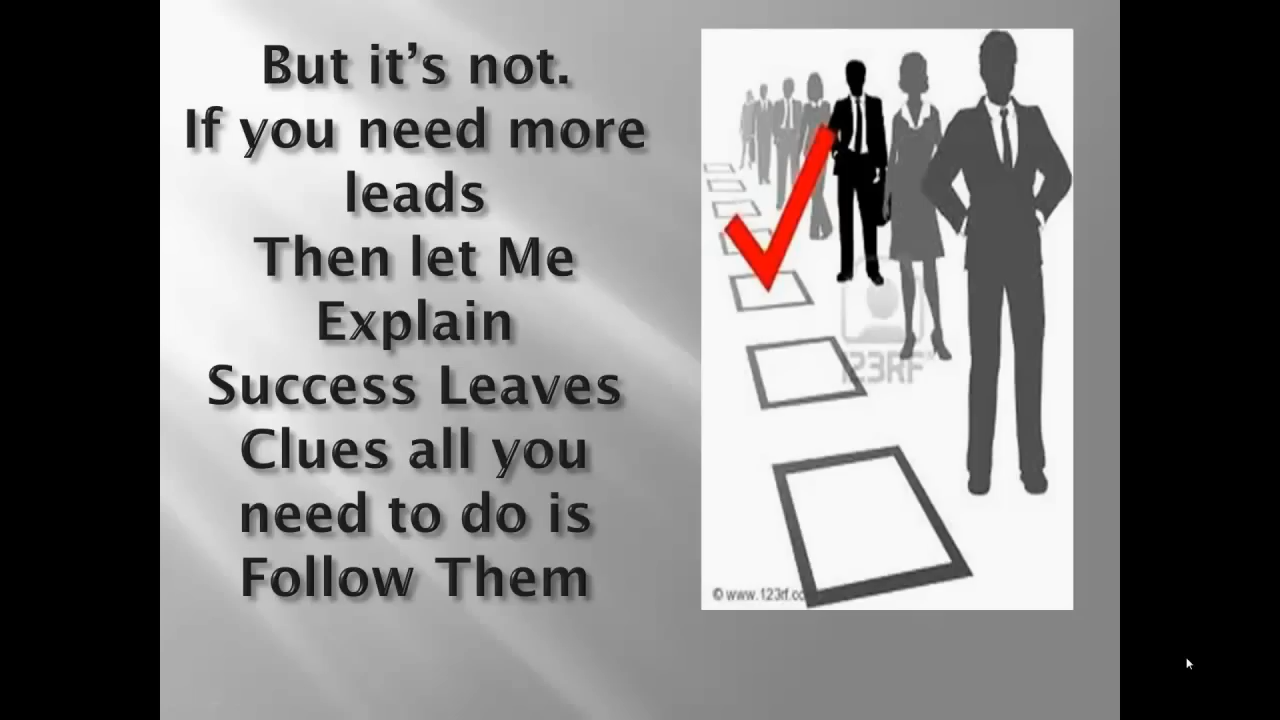 But it’s not.
If you need more
leads
Then let Me
Explain
Success Leaves
Clues all you
need to do is
Follow Them
123RF
© www.123rf.co